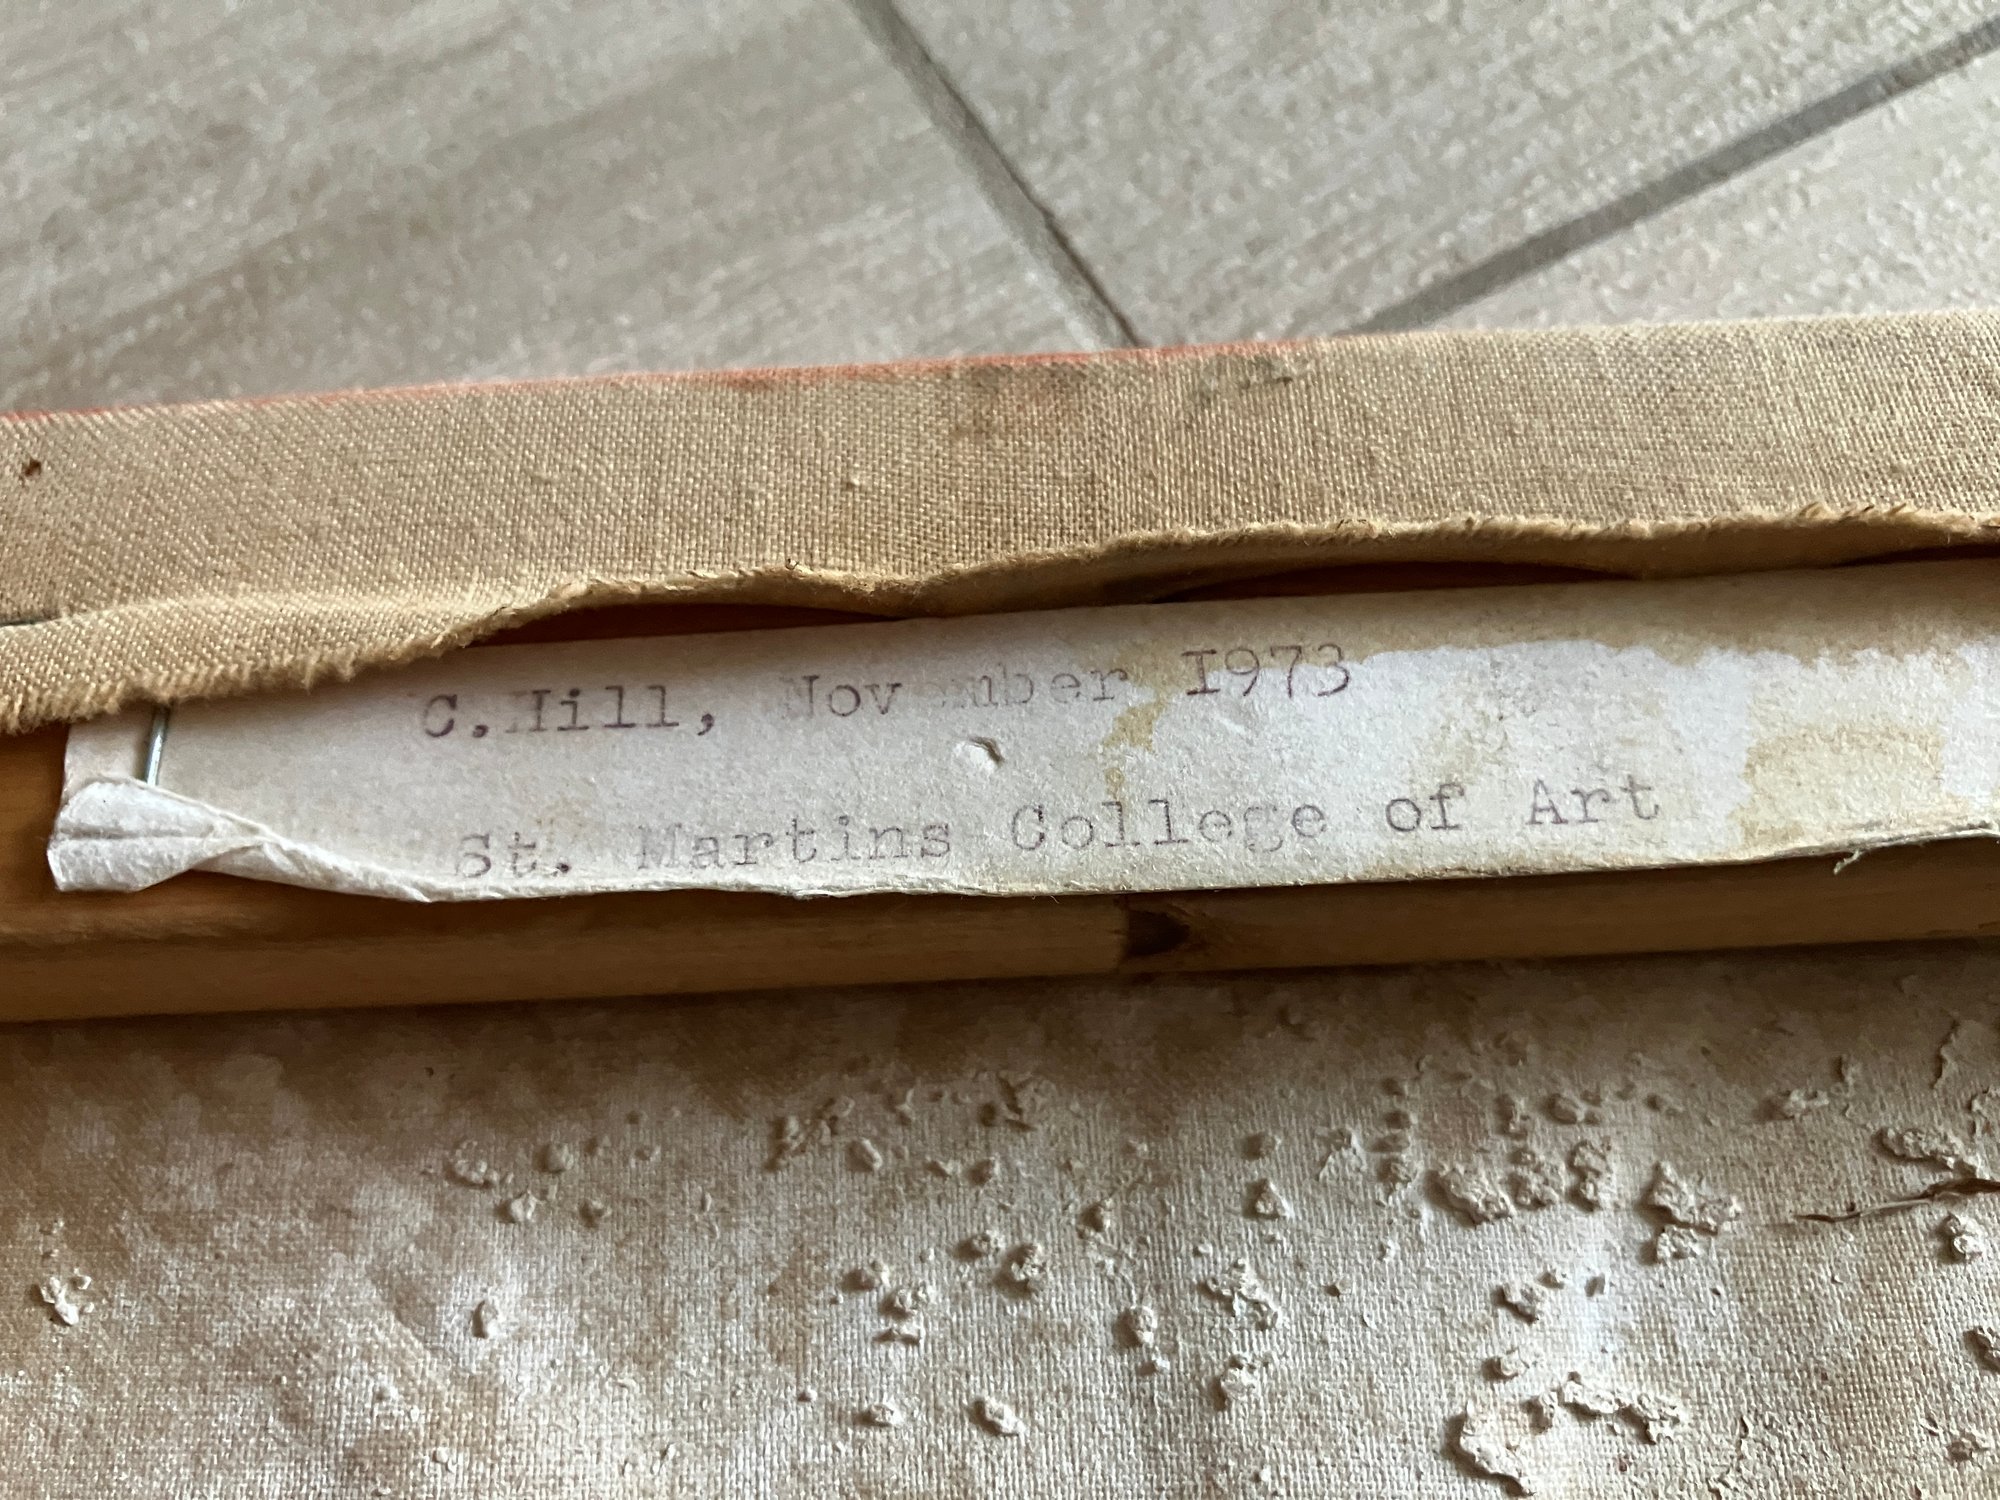 C.Hill, November 1973
St. Martins College of Art